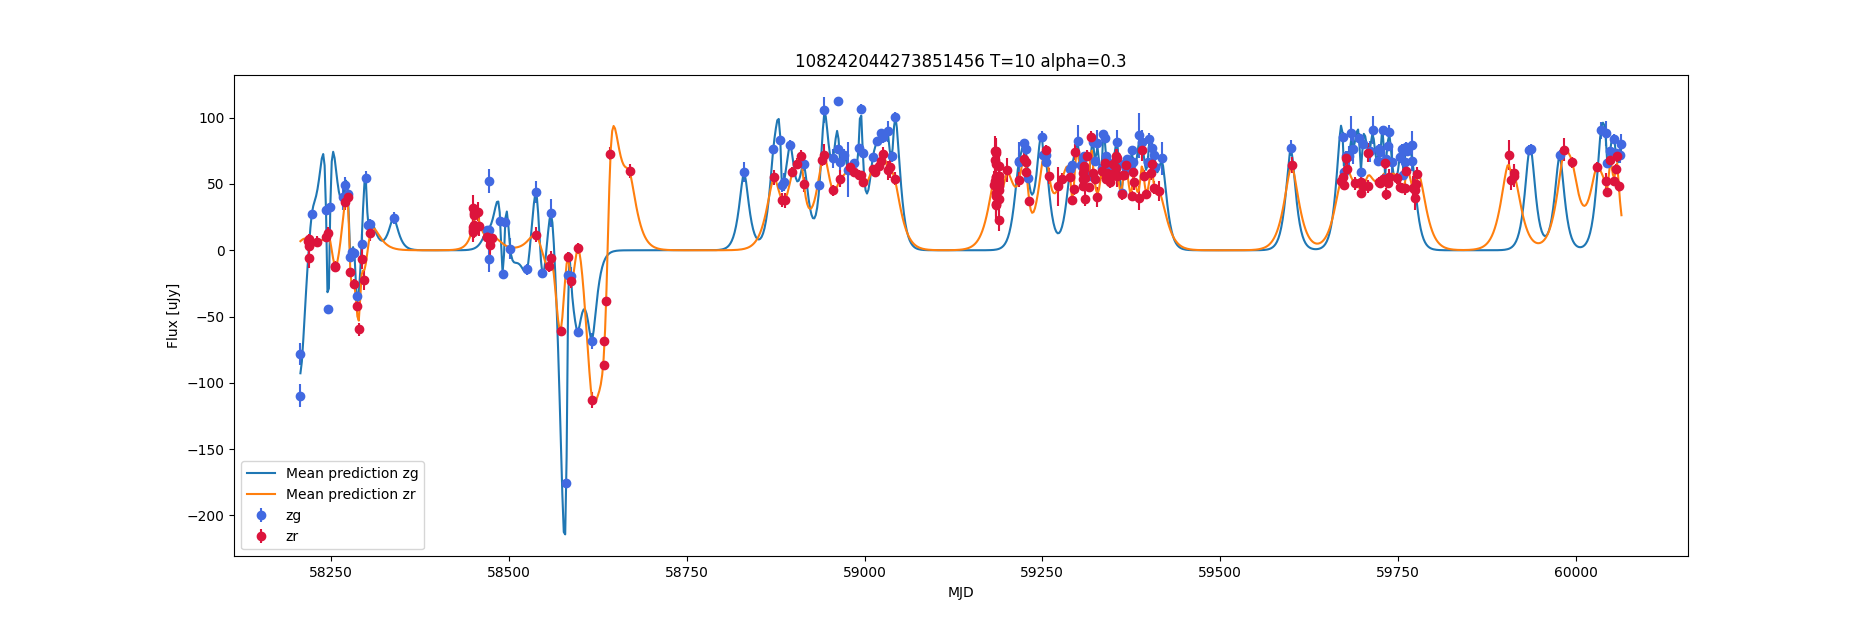 108242044273851456 T=10 alpha=0.3
100
50
0
−50
−100
−150
−200
Flux [uJy]
Mean prediction zg
Mean prediction zr
zg
zr
58250 58500 58750 59000 59250 59500 59750 60000
MJD